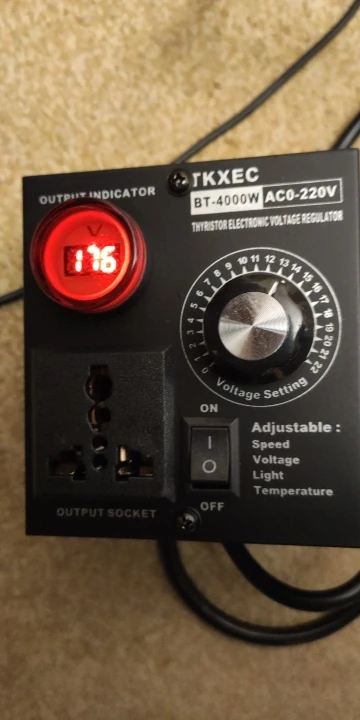 TKXEC
OUTPUT INDICATOR
BT-4000W AC0-220V
THYRISTOR ELECTRONIC VOLTAGE REGULATOR
V
176
0 1 2 3 4 5 6 7 8 9 10 11 12 13 14 15 16 17 18 19 20 21 22
Voltage Setting
ON
I
O
OFF
Adjustable :
Speed
Voltage
Light
Temperature
OUTPUT SOCKET